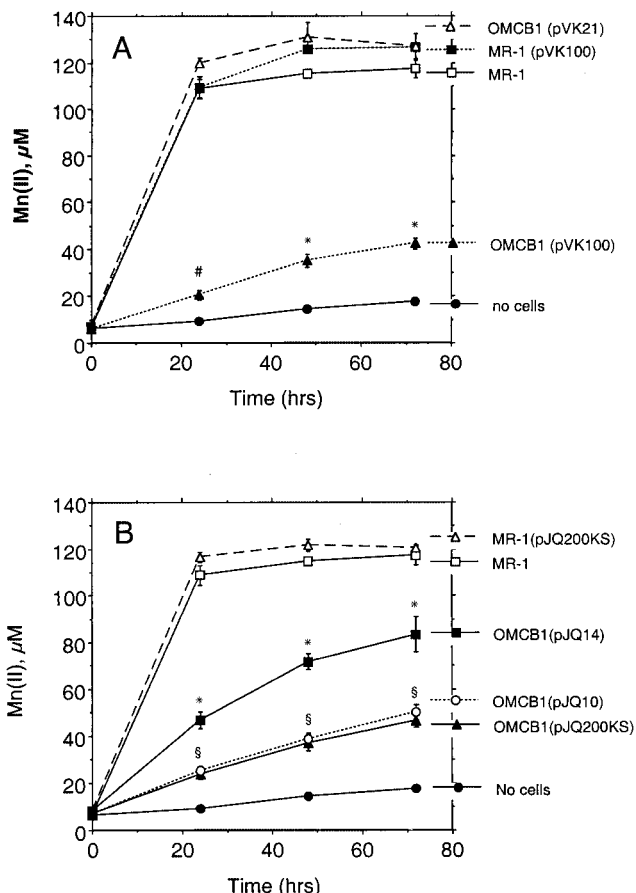 A
Mn(II), µM
140
120
100
80
60
40
20
0
#
*
*
0 20 40 60 80
Time (hrs)
OMCB1 (pVK21)
MR-1 (pVK100)
MR-1
OMCB1 (pVK100)
no cells
B
Mn(II), µM
140
120
100
80
60
40
20
0
*
*
*
§
§
§
0 20 40 60 80
Time (hrs)
MR-1(pJQ200KS)
MR-1
OMCB1(pJQ14)
OMCB1(pJQ10)
OMCB1(pJQ200KS)
No cells